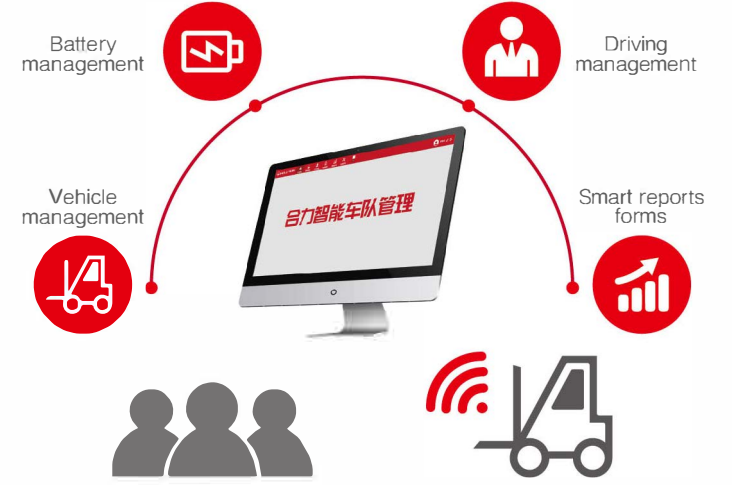 Battery
management
Driving
management
Vehicle
management
Smart reports
forms
合力智能车队管理